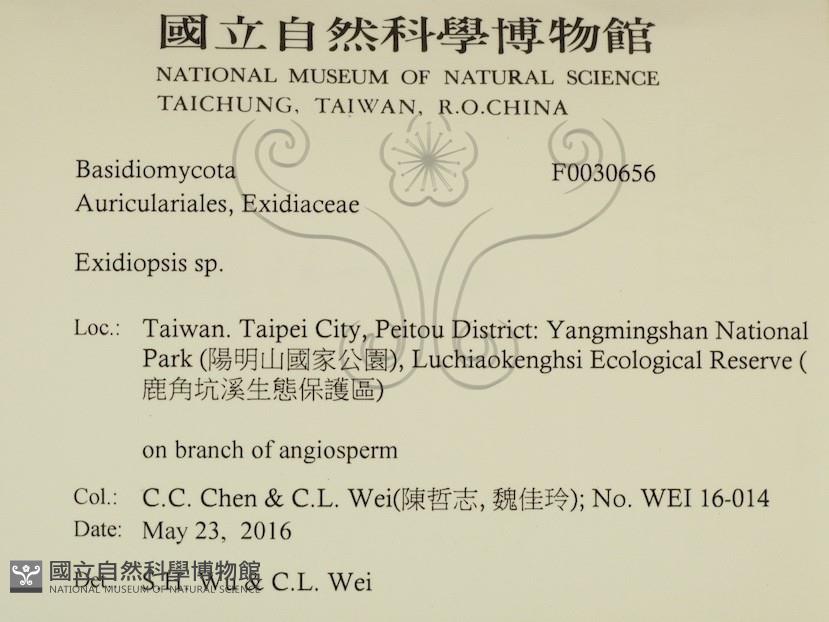 國立自然科學博物館
NATIONAL MUSEUM OF NATURAL SCIENCE
TAICHUNG, TAIWAN, R.O.CHINA
Basidiomycota F0030656
Auriculariales, Exidiaceae
Exidiopsis sp.
Loc.: Taiwan. Taipei City, Peitou District: Yangmingshan National
Park (陽明山國家公園), Luchiaokenghsi Ecological Reserve (
鹿角坑溪生態保護區)
on branch of angiosperm
Col.: C.C. Chen & C.L. Wei(陳哲志, 魏佳玲); No. WEI 16-014
Date: May 23, 2016
Det. S.H. Wu & C.L. Wei
國立自然科學博物館
NATIONAL MUSEUM OF NATURAL SCIENCE